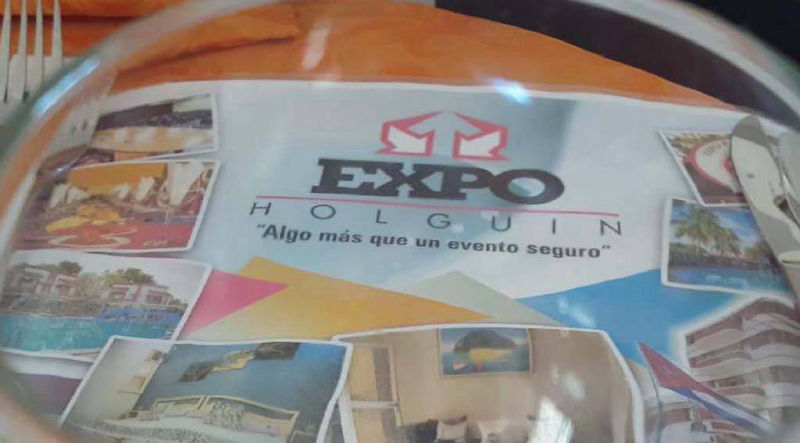 EXPO
HOLGUIN
"Algo más que un evento seguro"